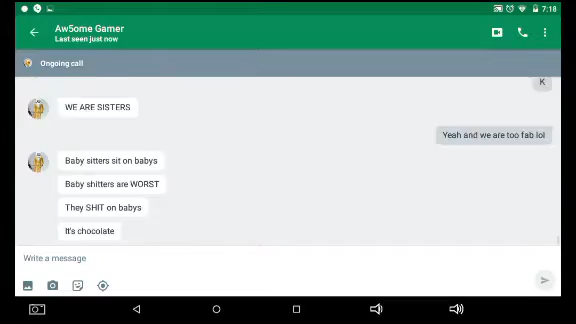 7:18
Aw5ome Gamer
Last seen just now
Ongoing call
K
WE ARE SISTERS
Yeah and we are too fab lol
Baby sitters sit on babys
Baby shitters are WORST
They SHIT on babys
It's chocolate
Write a message